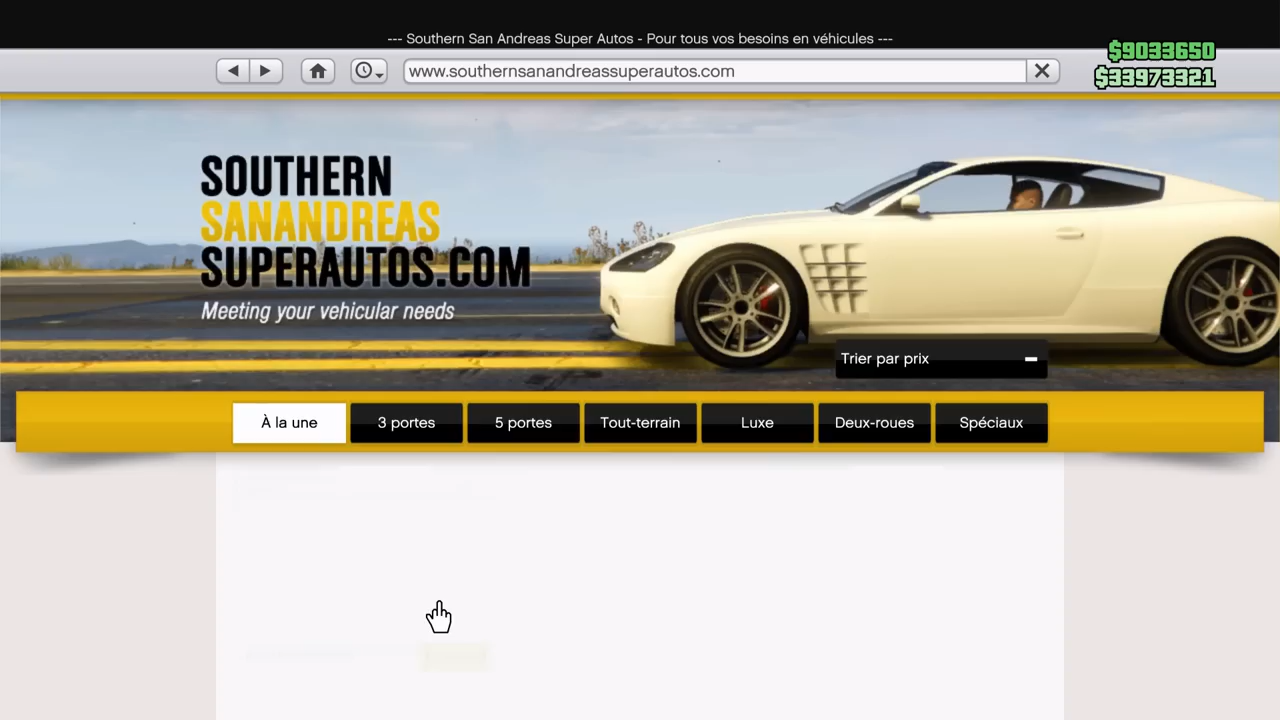 --- Southern San Andreas Super Autos - Pour tous vos besoins en véhicules ---
$9033650
www.southernsanandreassuperautos.com
$33973321
SOUTHERN
SANANDREAS
SUPERAUTOS.COM
Meeting your vehicular needs
Trier par prix
À la une
3 portes
5 portes
Tout-terrain
Luxe
Deux-roues
Spéciaux